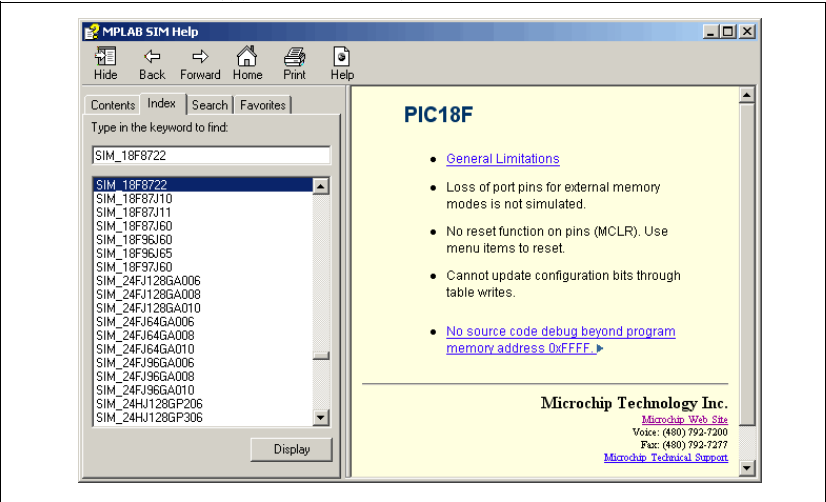 MPLAB SIM Help
Hide Back Forward Home Print Help
Contents Index Search Favorites
Type in the keyword to find:
SIM_18F8722
SIM_18F8722
SIM_18F87J10
SIM_18F87J11
SIM_18F87J60
SIM_18F96J60
SIM_18F96J65
SIM_18F97J60
SIM_24FJ128GA006
SIM_24FJ128GA008
SIM_24FJ128GA010
SIM_24FJ64GA006
SIM_24FJ64GA008
SIM_24FJ64GA010
SIM_24FJ96GA006
SIM_24FJ96GA008
SIM_24FJ96GA010
SIM_24HJ128GP206
SIM_24HJ128GP306
Display
PIC18F
General Limitations
Loss of port pins for external memory
modes is not simulated.
No reset function on pins (MCLR). Use
menu items to reset.
Cannot update configuration bits through
table writes.
No source code debug beyond program
memory address 0xFFFF.
Microchip Technology Inc.
Microchip Web Site
Voice: (480) 792-7200
Fax: (480) 792-7277
Microchip Technical Support